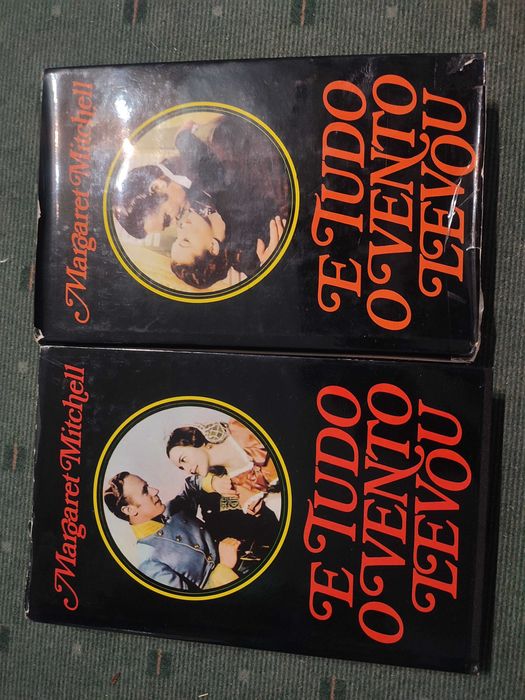 Margaret Mitchell
E TUDO
O VENTO
LEVOU
Margaret Mitchell
E TUDO
O VENTO
LEVOU